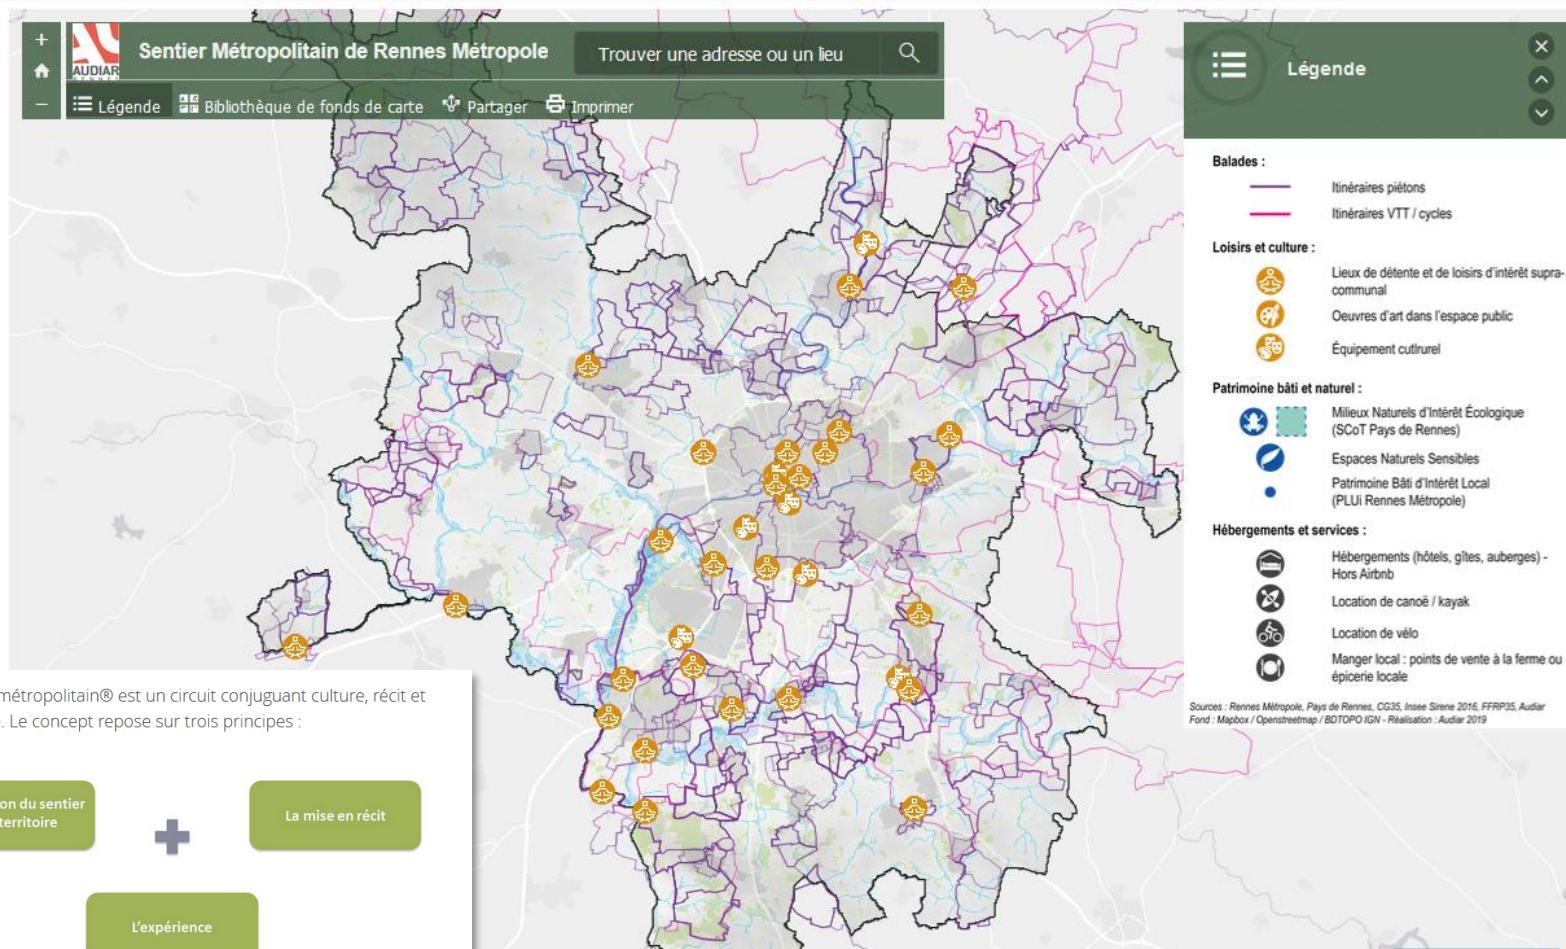 AUDIAR
RENNES
Sentier Métropolitain de Rennes Métropole
Trouver une adresse ou un lieu
Légende
Bibliothèque de fonds de carte
Partager
Imprimer
Légende
Balades :
Itinéraires piétons
Itinéraires VTT / cycles
Loisirs et culture :
Lieux de détente et de loisirs d'intérêt supra-
communal
Oeuvres d'art dans l'espace public
Équipement cutlrurel
Patrimoine bâti et naturel :
Milieux Naturels d'Intérêt Écologique
(SCoT Pays de Rennes)
Espaces Naturels Sensibles
Patrimoine Bâti d'Intérêt Local
(PLUi Rennes Métropole)
Hébergements et services :
Hébergements (hôtels, gîtes, auberges) -
Hors Airbnb
Location de canoë / kayak
Location de vélo
Manger local : points de vente à la ferme ou
épicerie locale
Sources : Rennes Métropole, Pays de Rennes, CG35, Insee Sirene 2016, FFRP35, Audiar
Fond : Mapbox / Openstreetmap / BDTOPO IGN - Réalisation : Audiar 2019
métropolitain® est un circuit conjuguant culture, récit et
. Le concept repose sur trois principes :
on du sentier
territoire
La mise en récit
L'expérience